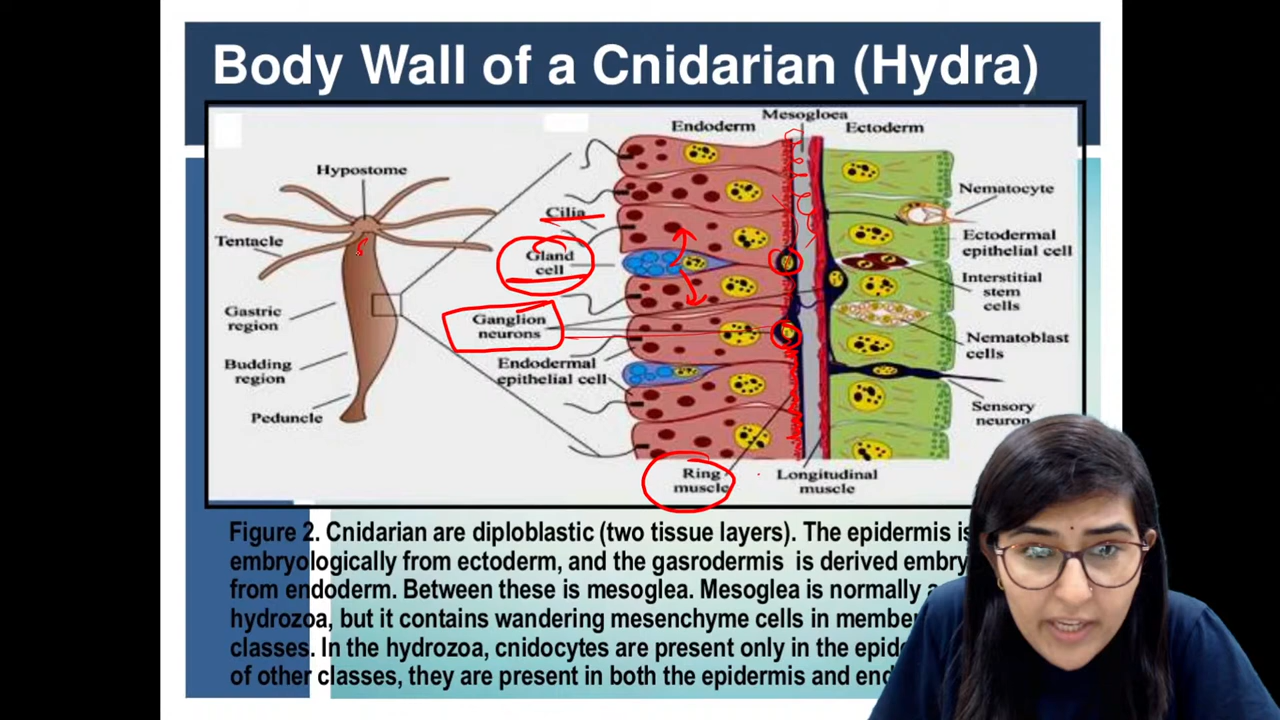 Body Wall of a Cnidarian (Hydra)
Mesogloea
Endoderm
Ectoderm
Hypostome
Nematocyte
Cilia
Tentacle
Ectodermal
epithelial cell
Gland
cell
Interstitial
stem
cells
Gastric
region
Ganglion
neurons
Nematoblast
cells
Budding
region
Endodermal
epithelial cell
Sensory
neuron
Peduncle
Ring
muscle
Longitudinal
muscle
Figure 2. Cnidarian are diploblastic (two tissue layers). The epidermis is
embryologically from ectoderm, and the gasrodermis is derived embry
from endoderm. Between these is mesoglea. Mesoglea is normally
hydrozoa, but it contains wandering mesenchyme cells in member
classes. In the hydrozoa, cnidocytes are present only in the epid
of other classes, they are present in both the epidermis and end